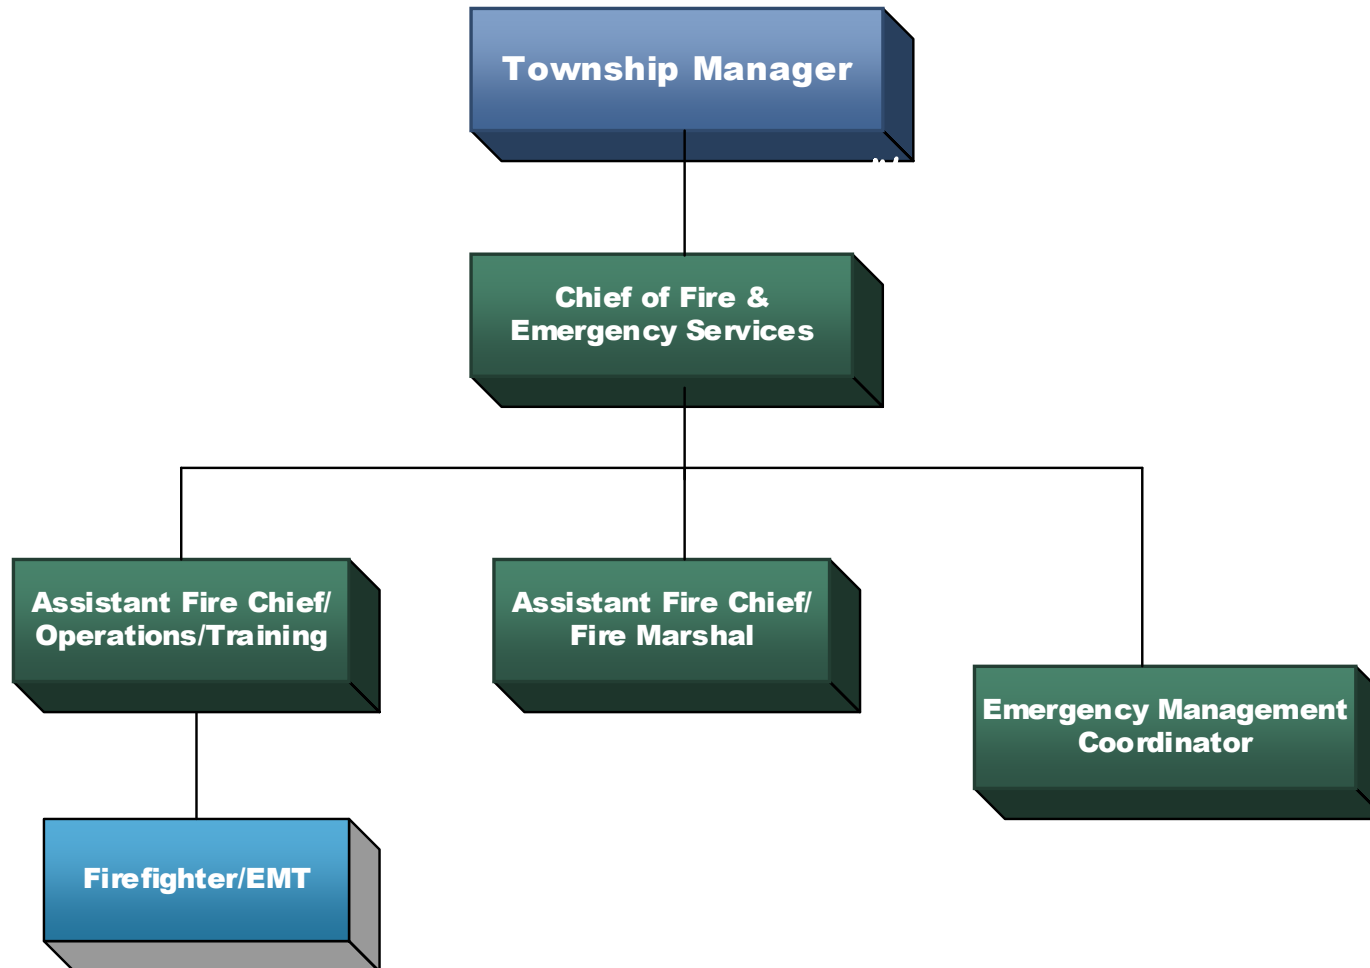 Township Manager
Chief of Fire &
Emergency Services
Assistant Fire Chief/
Operations/Training
Assistant Fire Chief/
Fire Marshal
Emergency Management
Coordinator
Firefighter/EMT